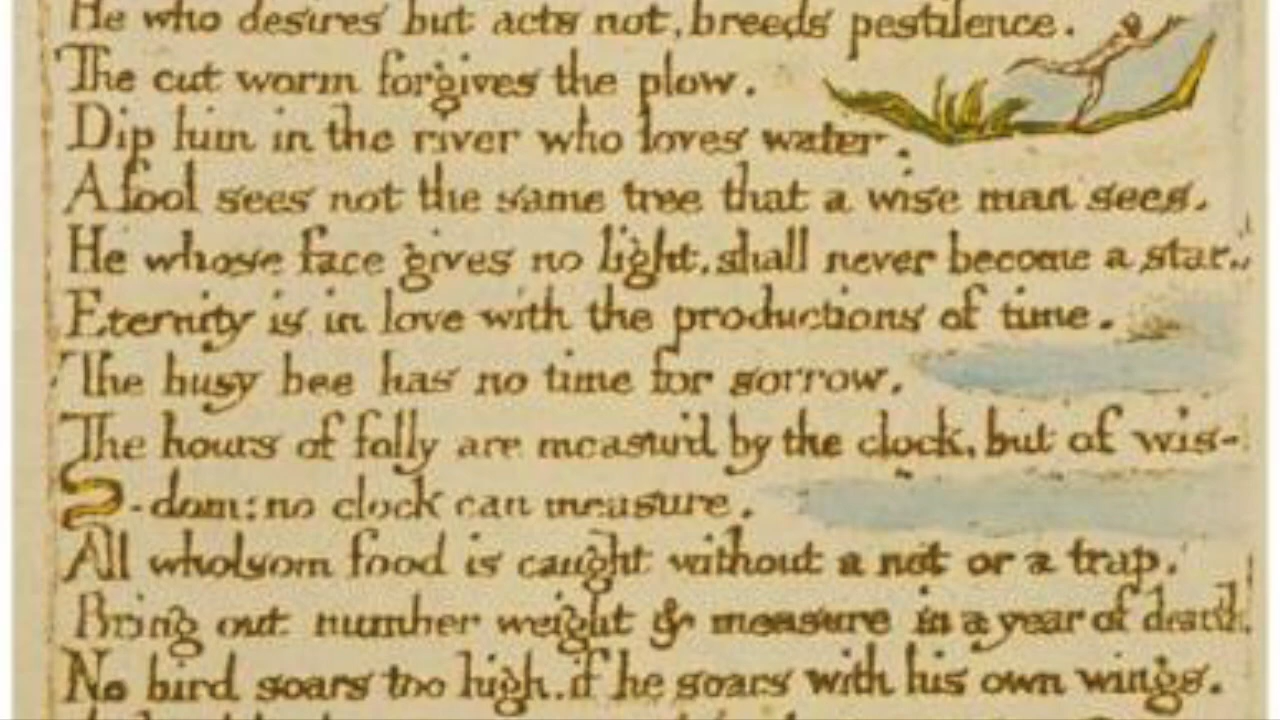 He who desires but acts not, breeds pestilence.
The cut worm forgives the plow.
Dip him in the river who loves water.
A fool sees not the same tree that a wise man sees.
He whose face gives no light, shall never become a star.
Eternity is in love with the productions of time.
The busy bee has no time for sorrow.
The hours of folly are measur'd by the clock, but of wis-
-dom: no clock can measure.
All wholsom food is caught without a net or a trap.
Bring out number weight & measure in a year of dearth.
No bird soars too high. if he soars with his own wings.